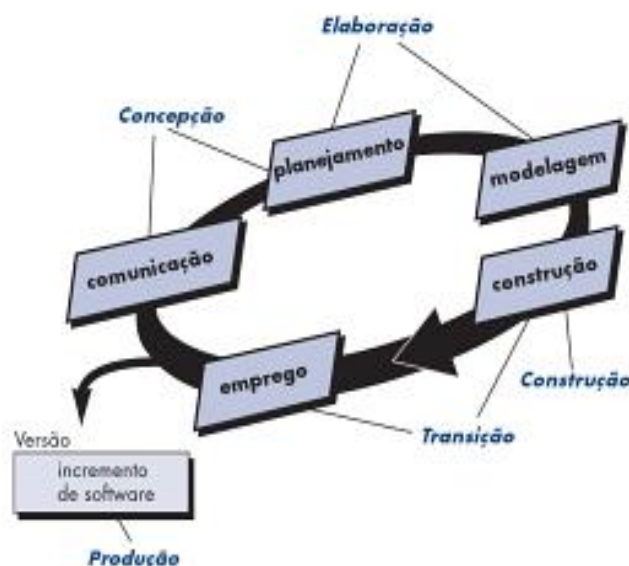 Elaboração
Concepção
planejamento
modelagem
comunicação
construção
emprego
Construção
Transição
Versão
incremento
de software
Produção